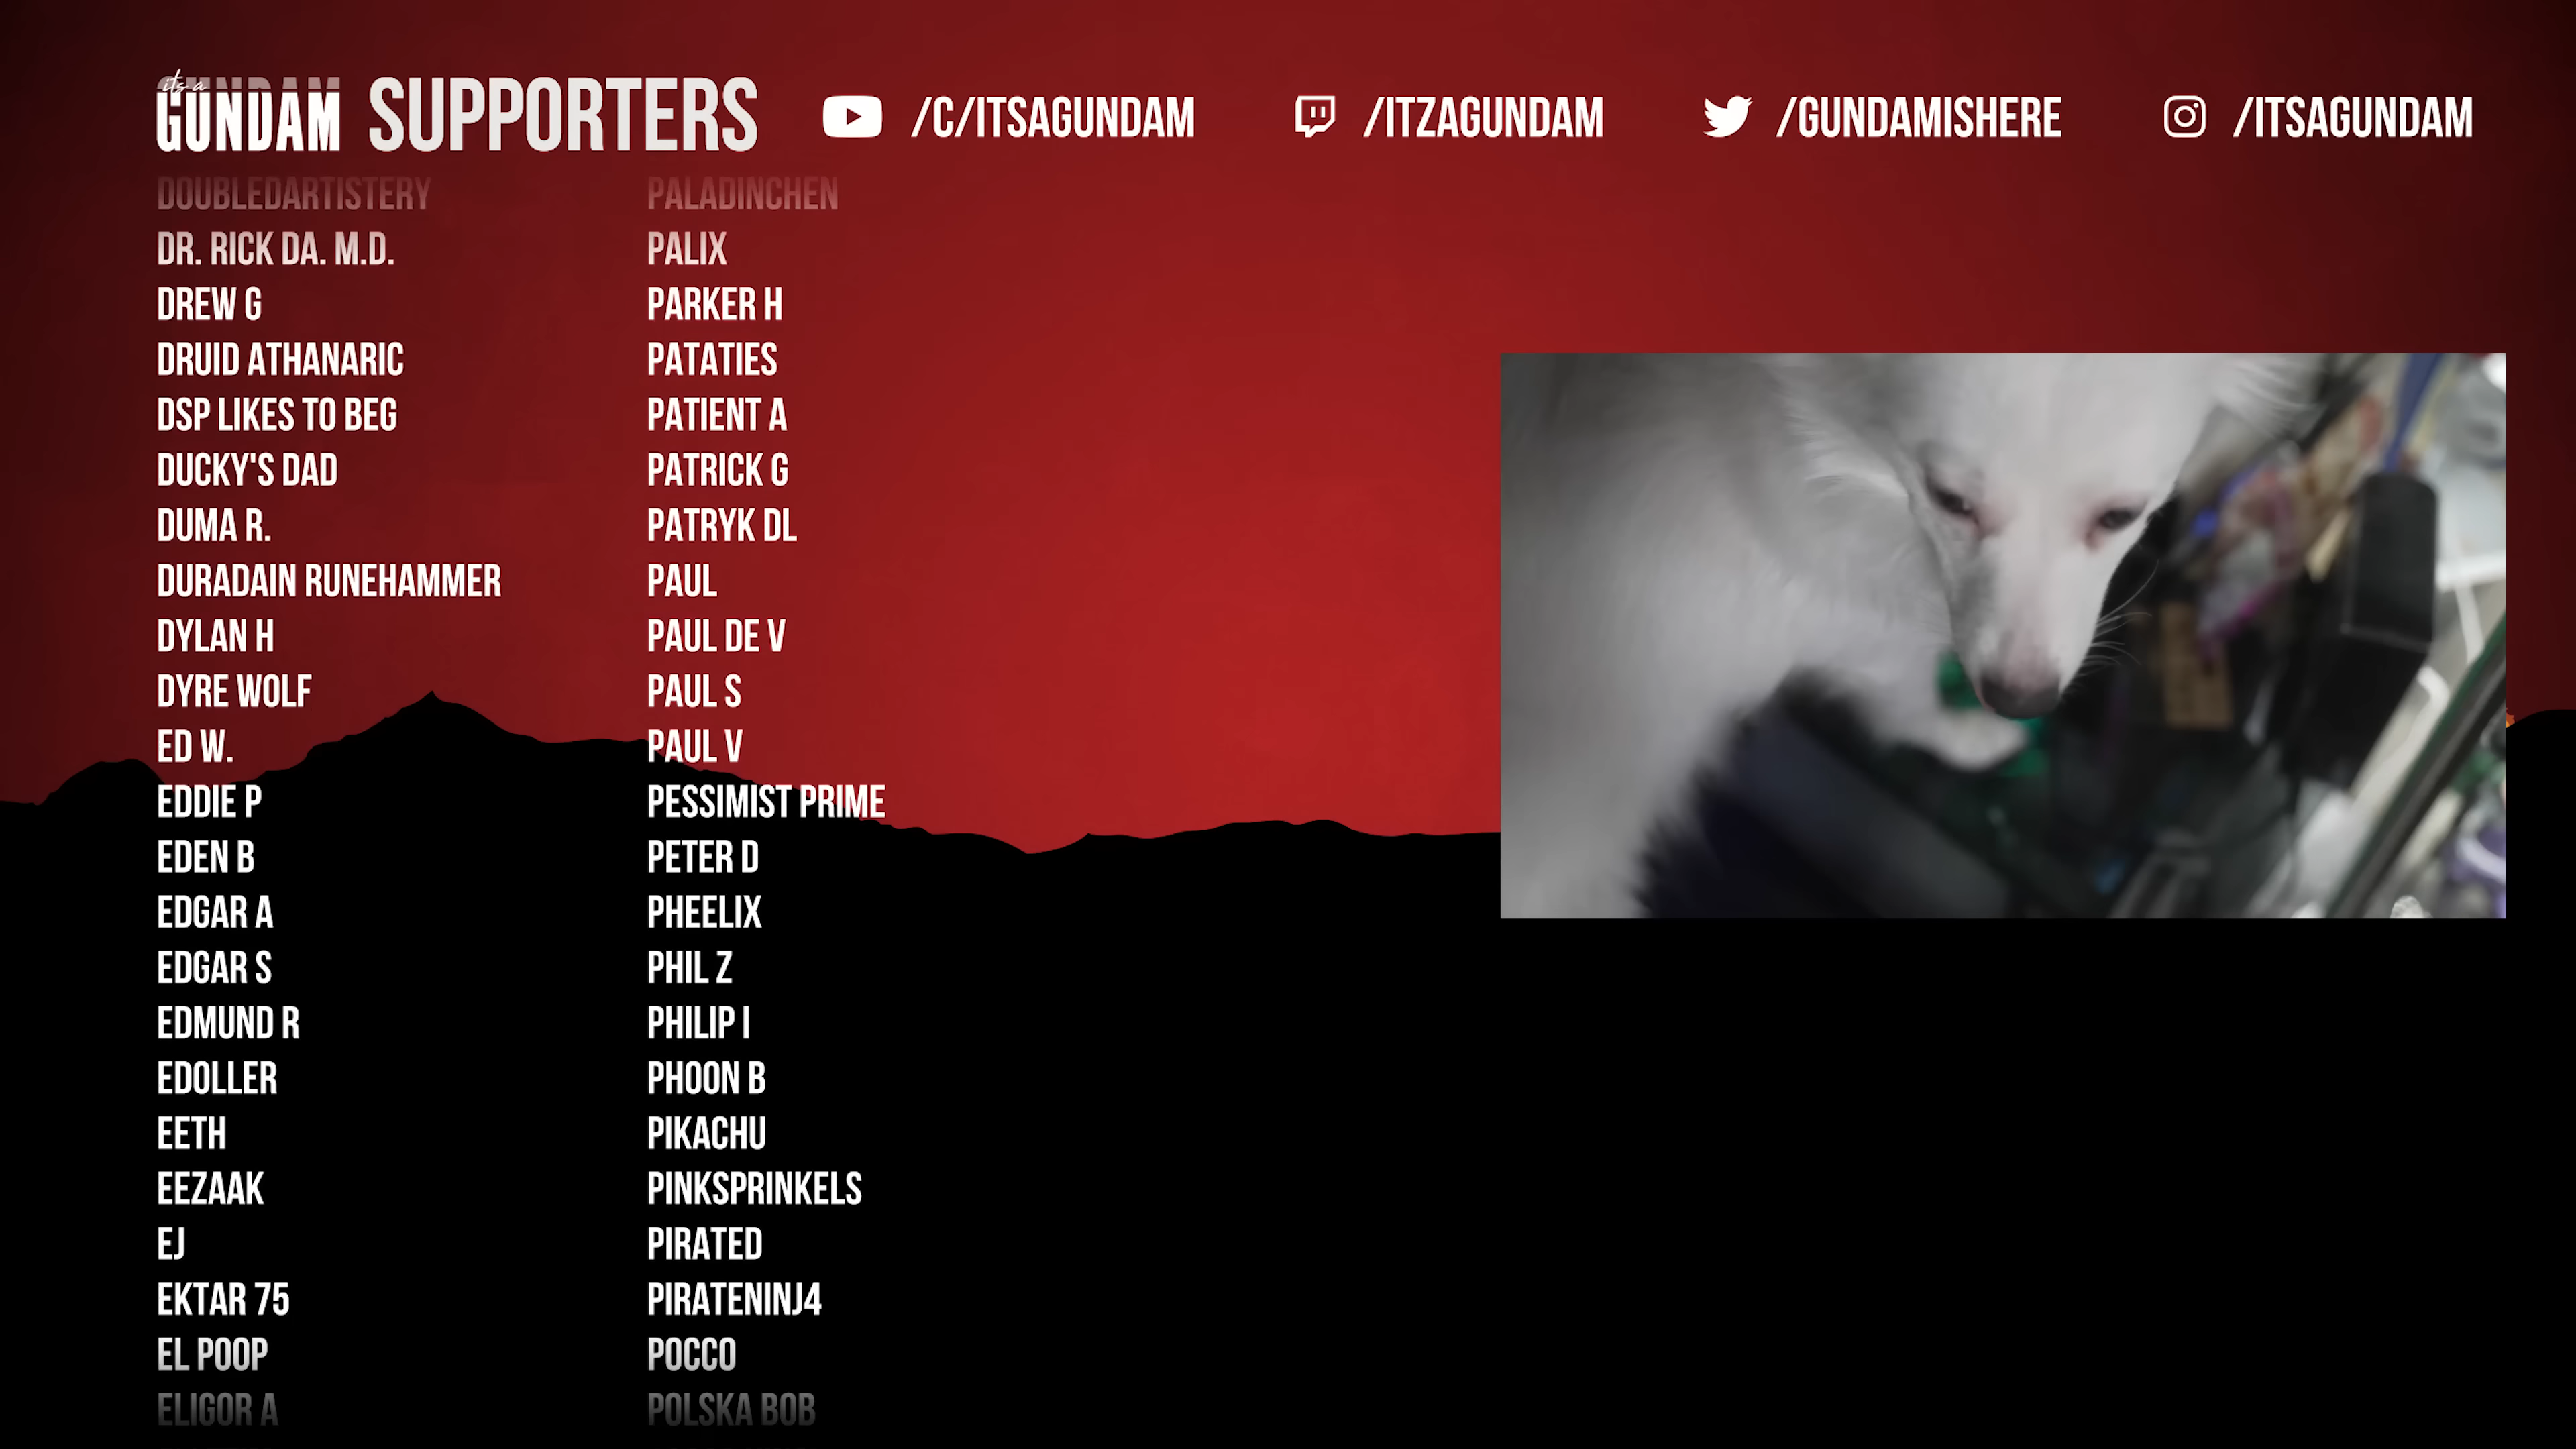 it's a
GUNDAM SUPPORTERS
/C/ITSAGUNDAM
/ITZAGUNDAM
/GUNDAMISHERE
/ITSAGUNDAM
DOUBLEDARTISTERY
DR. RICK DA. M.D.
DREW G
DRUID ATHANARIC
DSP LIKES TO BEG
DUCKY'S DAD
DUMA R.
DURADAIN RUNEHAMMER
DYLAN H
DYRE WOLF
ED W.
EDDIE P
EDEN B
EDGAR A
EDGAR S
EDMUND R
EDOLLER
EETH
EEZAAK
EJ
EKTAR 75
EL POOP
ELIGOR A
PALADINCHEN
PALIX
PARKER H
PATATIES
PATIENT A
PATRICK G
PATRYK DL
PAUL
PAUL DE V
PAUL S
PAUL V
PESSIMIST PRIME
PETER D
PHEELIX
PHIL Z
PHILIP I
PHOON B
PIKACHU
PINKSPRINKELS
PIRATED
PIRATENINJ4
POCCO
POLSKA BOB